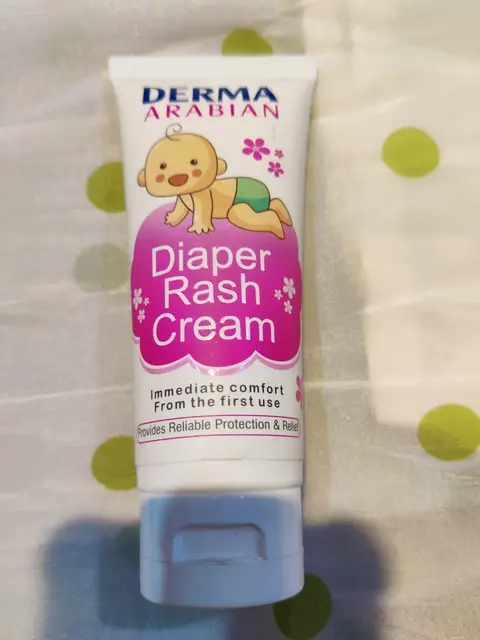 DERMA
ARABIAN
Diaper
Rash
Cream
Immediate comfort
From the first use
Provides Reliable Protection & Relief